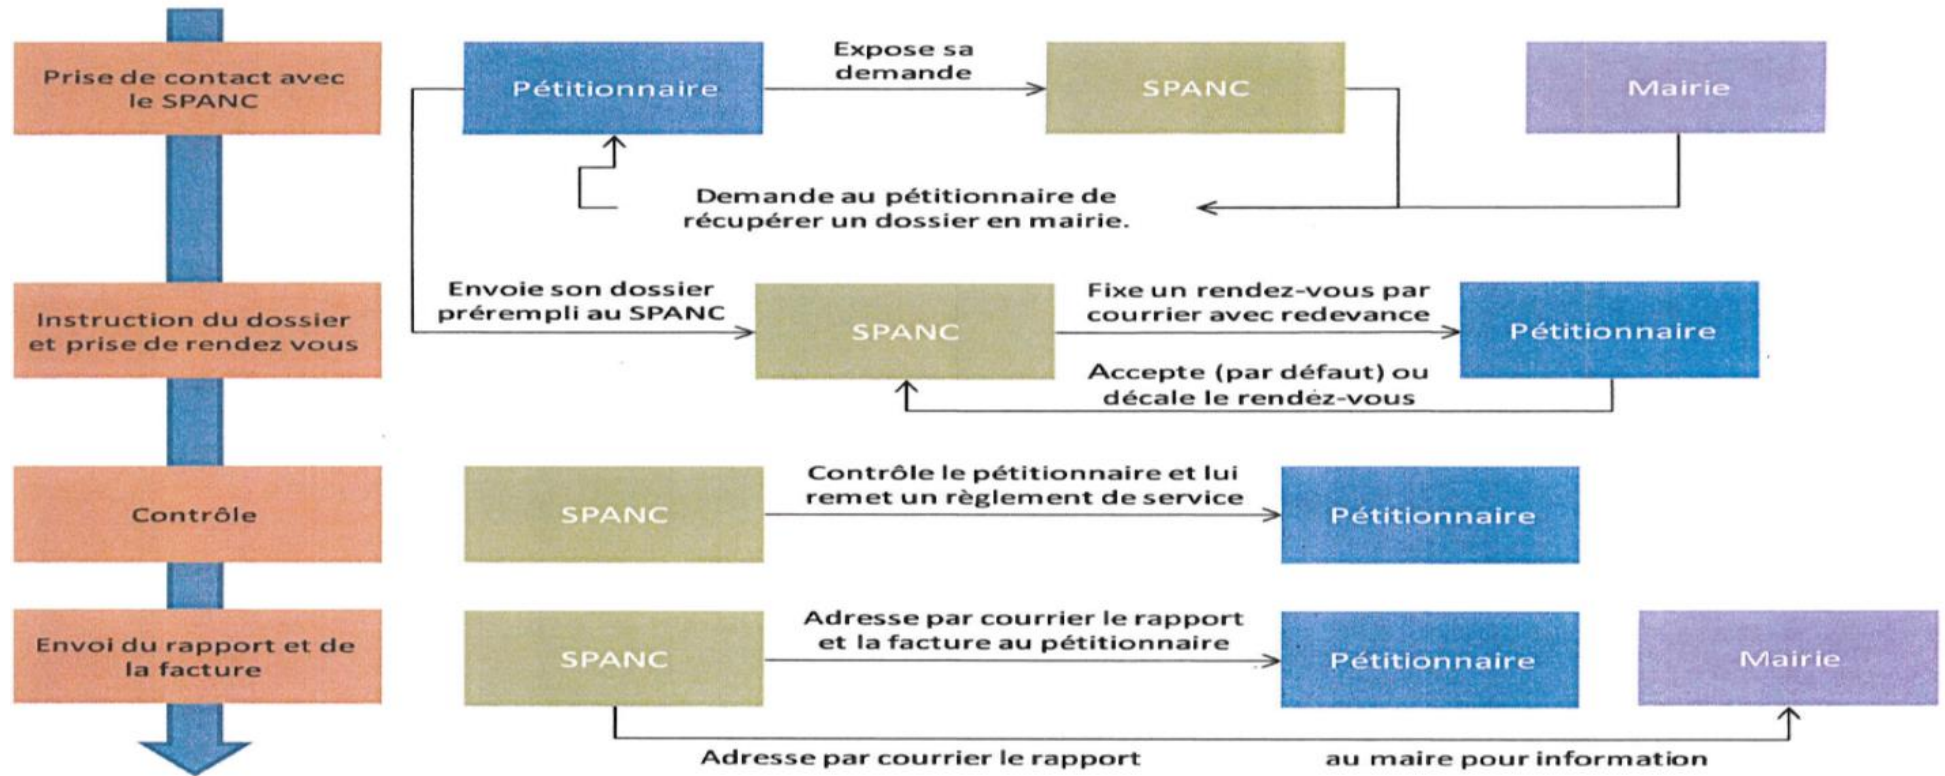 Prise de contact avec
le SPANC
Pétitionnaire
Expose sa
demande
SPANC
Mairie
Demande au pétitionnaire de
récupérer un dossier en mairie.
Instruction du dossier
et prise de rendez vous
Envoie son dossier
prérempli au SPANC
SPANC
Fixe un rendez-vous par
courrier avec redevance
Pétitionnaire
Accepte (par défaut) ou
décale le rendez-vous
Contrôle
SPANC
Contrôle le pétitionnaire et lui
remet un règlement de service
Pétitionnaire
Envoi du rapport et de
la facture
SPANC
Adresse par courrier le rapport
et la facture au pétitionnaire
Pétitionnaire
Mairie
Adresse par courrier le rapport au maire pour information